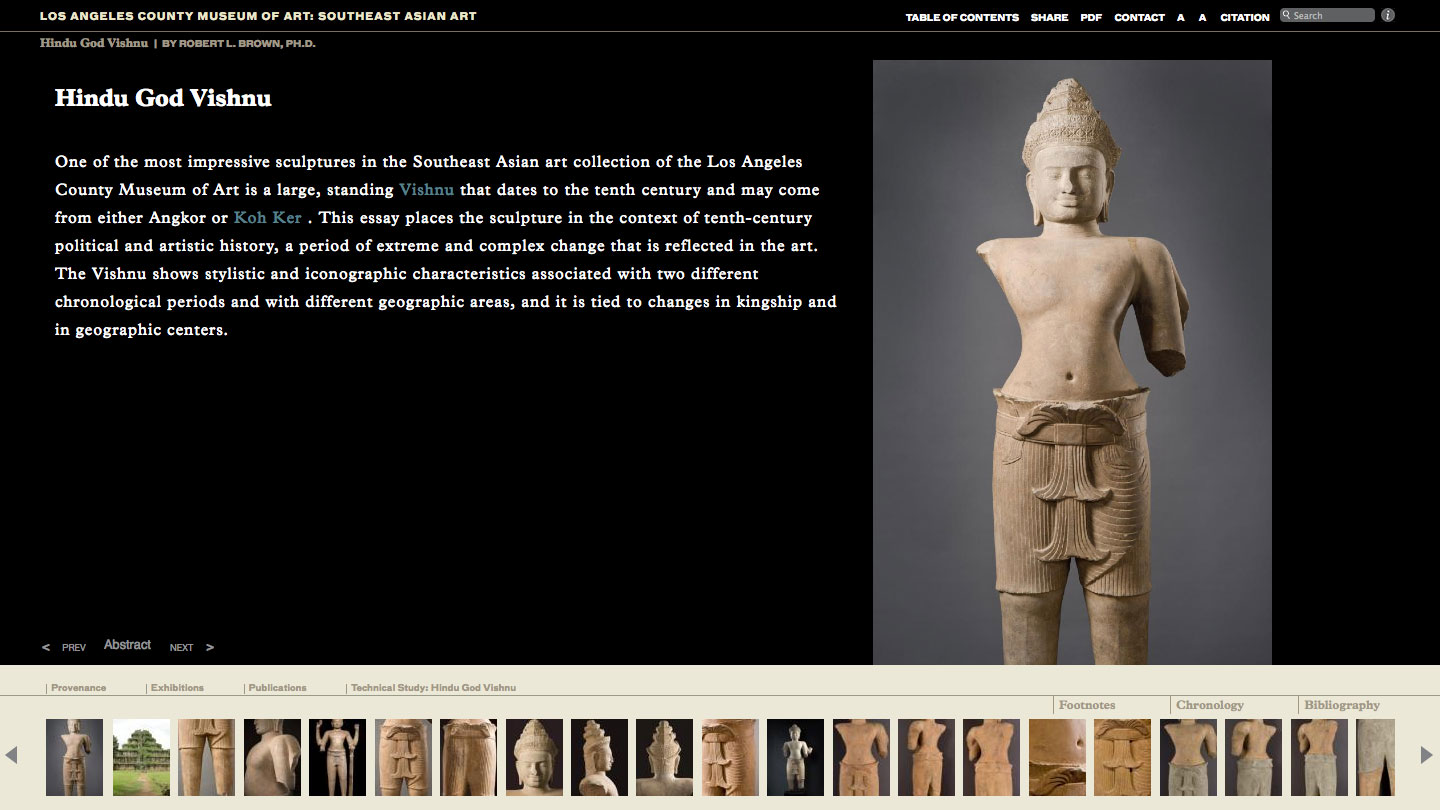 LOS ANGELES COUNTY MUSEUM OF ART: SOUTHEAST ASIAN ART
TABLE OF CONTENTS SHARE PDF CONTACT A A CITATION Search i
Hindu God Vishnu | BY ROBERT L. BROWN, PH.D.
Hindu God Vishnu
One of the most impressive sculptures in the Southeast Asian art collection of the Los Angeles
County Museum of Art is a large, standing Vishnu that dates to the tenth century and may come
from either Angkor or Koh Ker . This essay places the sculpture in the context of tenth-century
political and artistic history, a period of extreme and complex change that is reflected in the art.
The Vishnu shows stylistic and iconographic characteristics associated with two different
chronological periods and with different geographic areas, and it is tied to changes in kingship and
in geographic centers.
< PREV Abstract NEXT >
Provenance Exhibitions Publications Technical Study: Hindu God Vishnu
Footnotes Chronology Bibliography